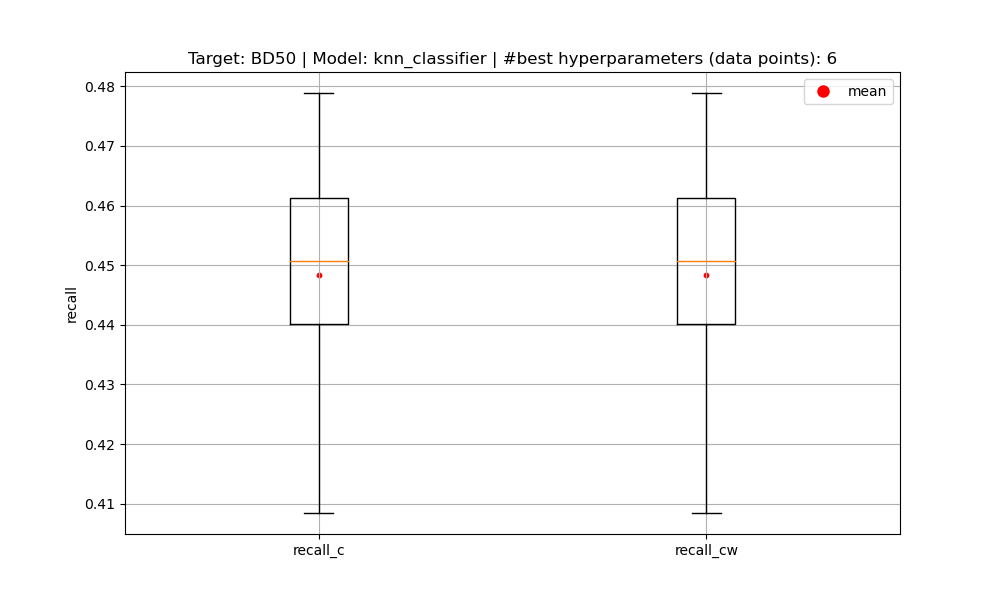 Target: BD50 | Model: knn_classifier | #best hyperparameters (data points): 6
mean
0.48
0.47
0.46
0.45
0.44
0.43
0.42
0.41
recall
recall_c
recall_cw